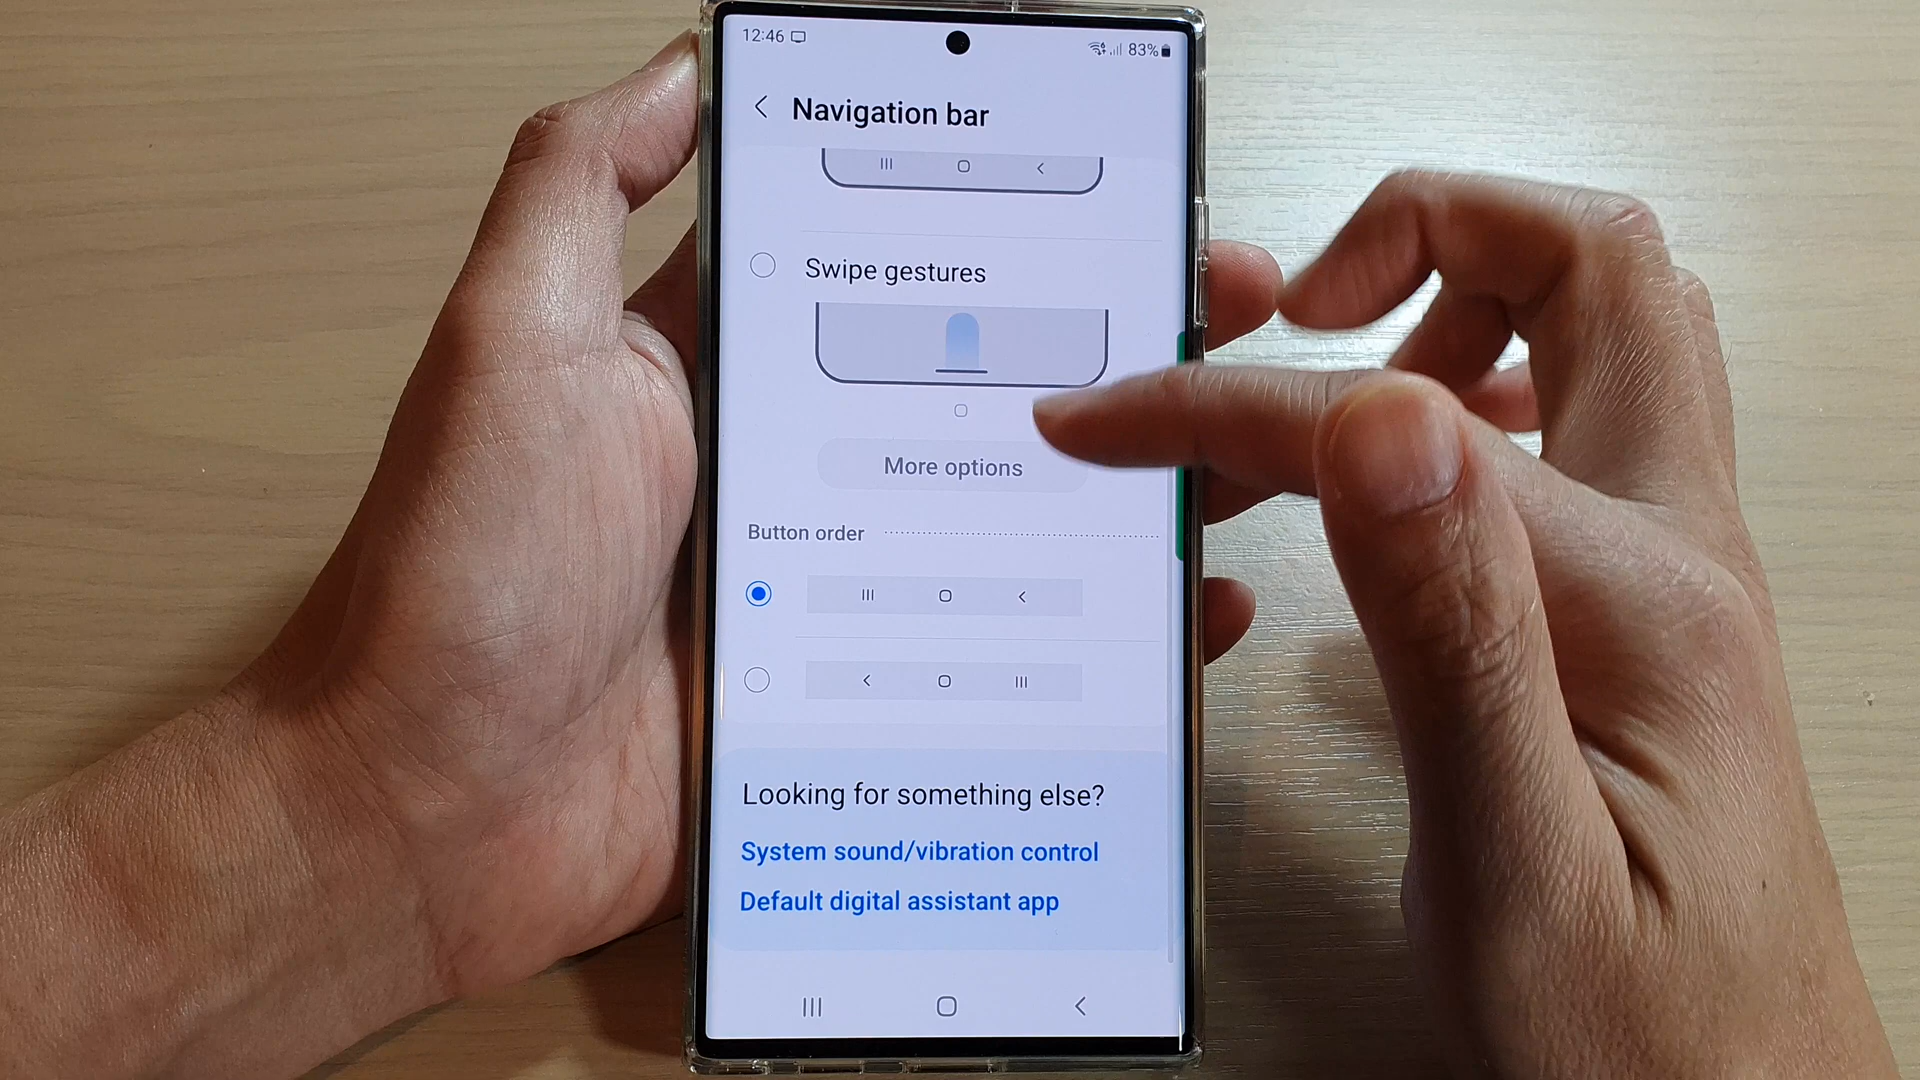 12:46
83%
Navigation bar
Swipe gestures
More options
Button order
Looking for something else?
System sound/vibration control
Default digital assistant app